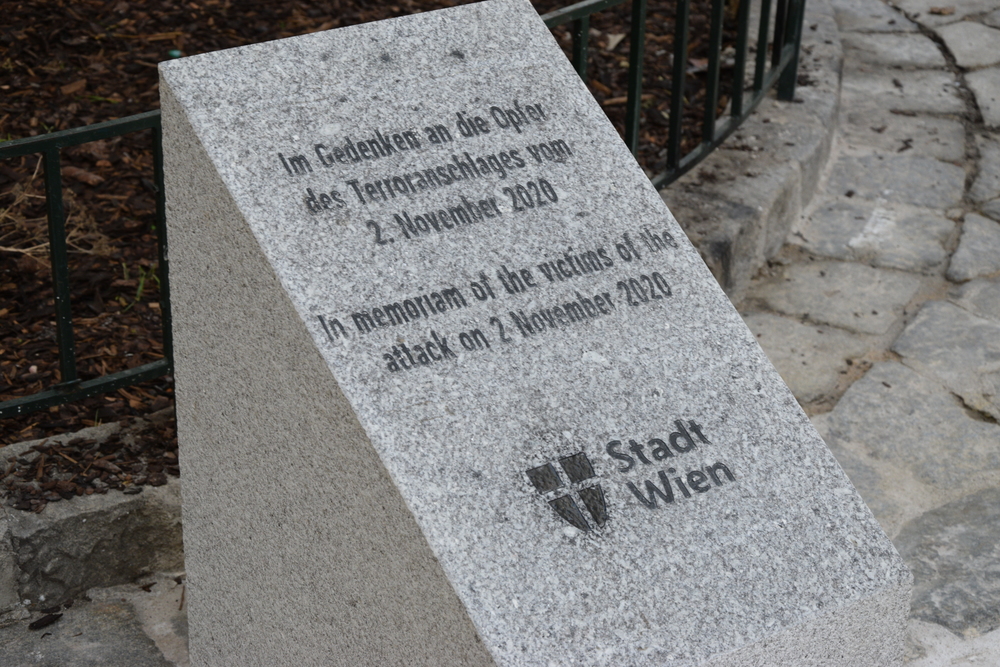 Im Gedenken an die Opfer
des Terroranschlages vom
2. November 2020
In memoriam of the victims of the
attack on 2 November 2020
Stadt
Wien